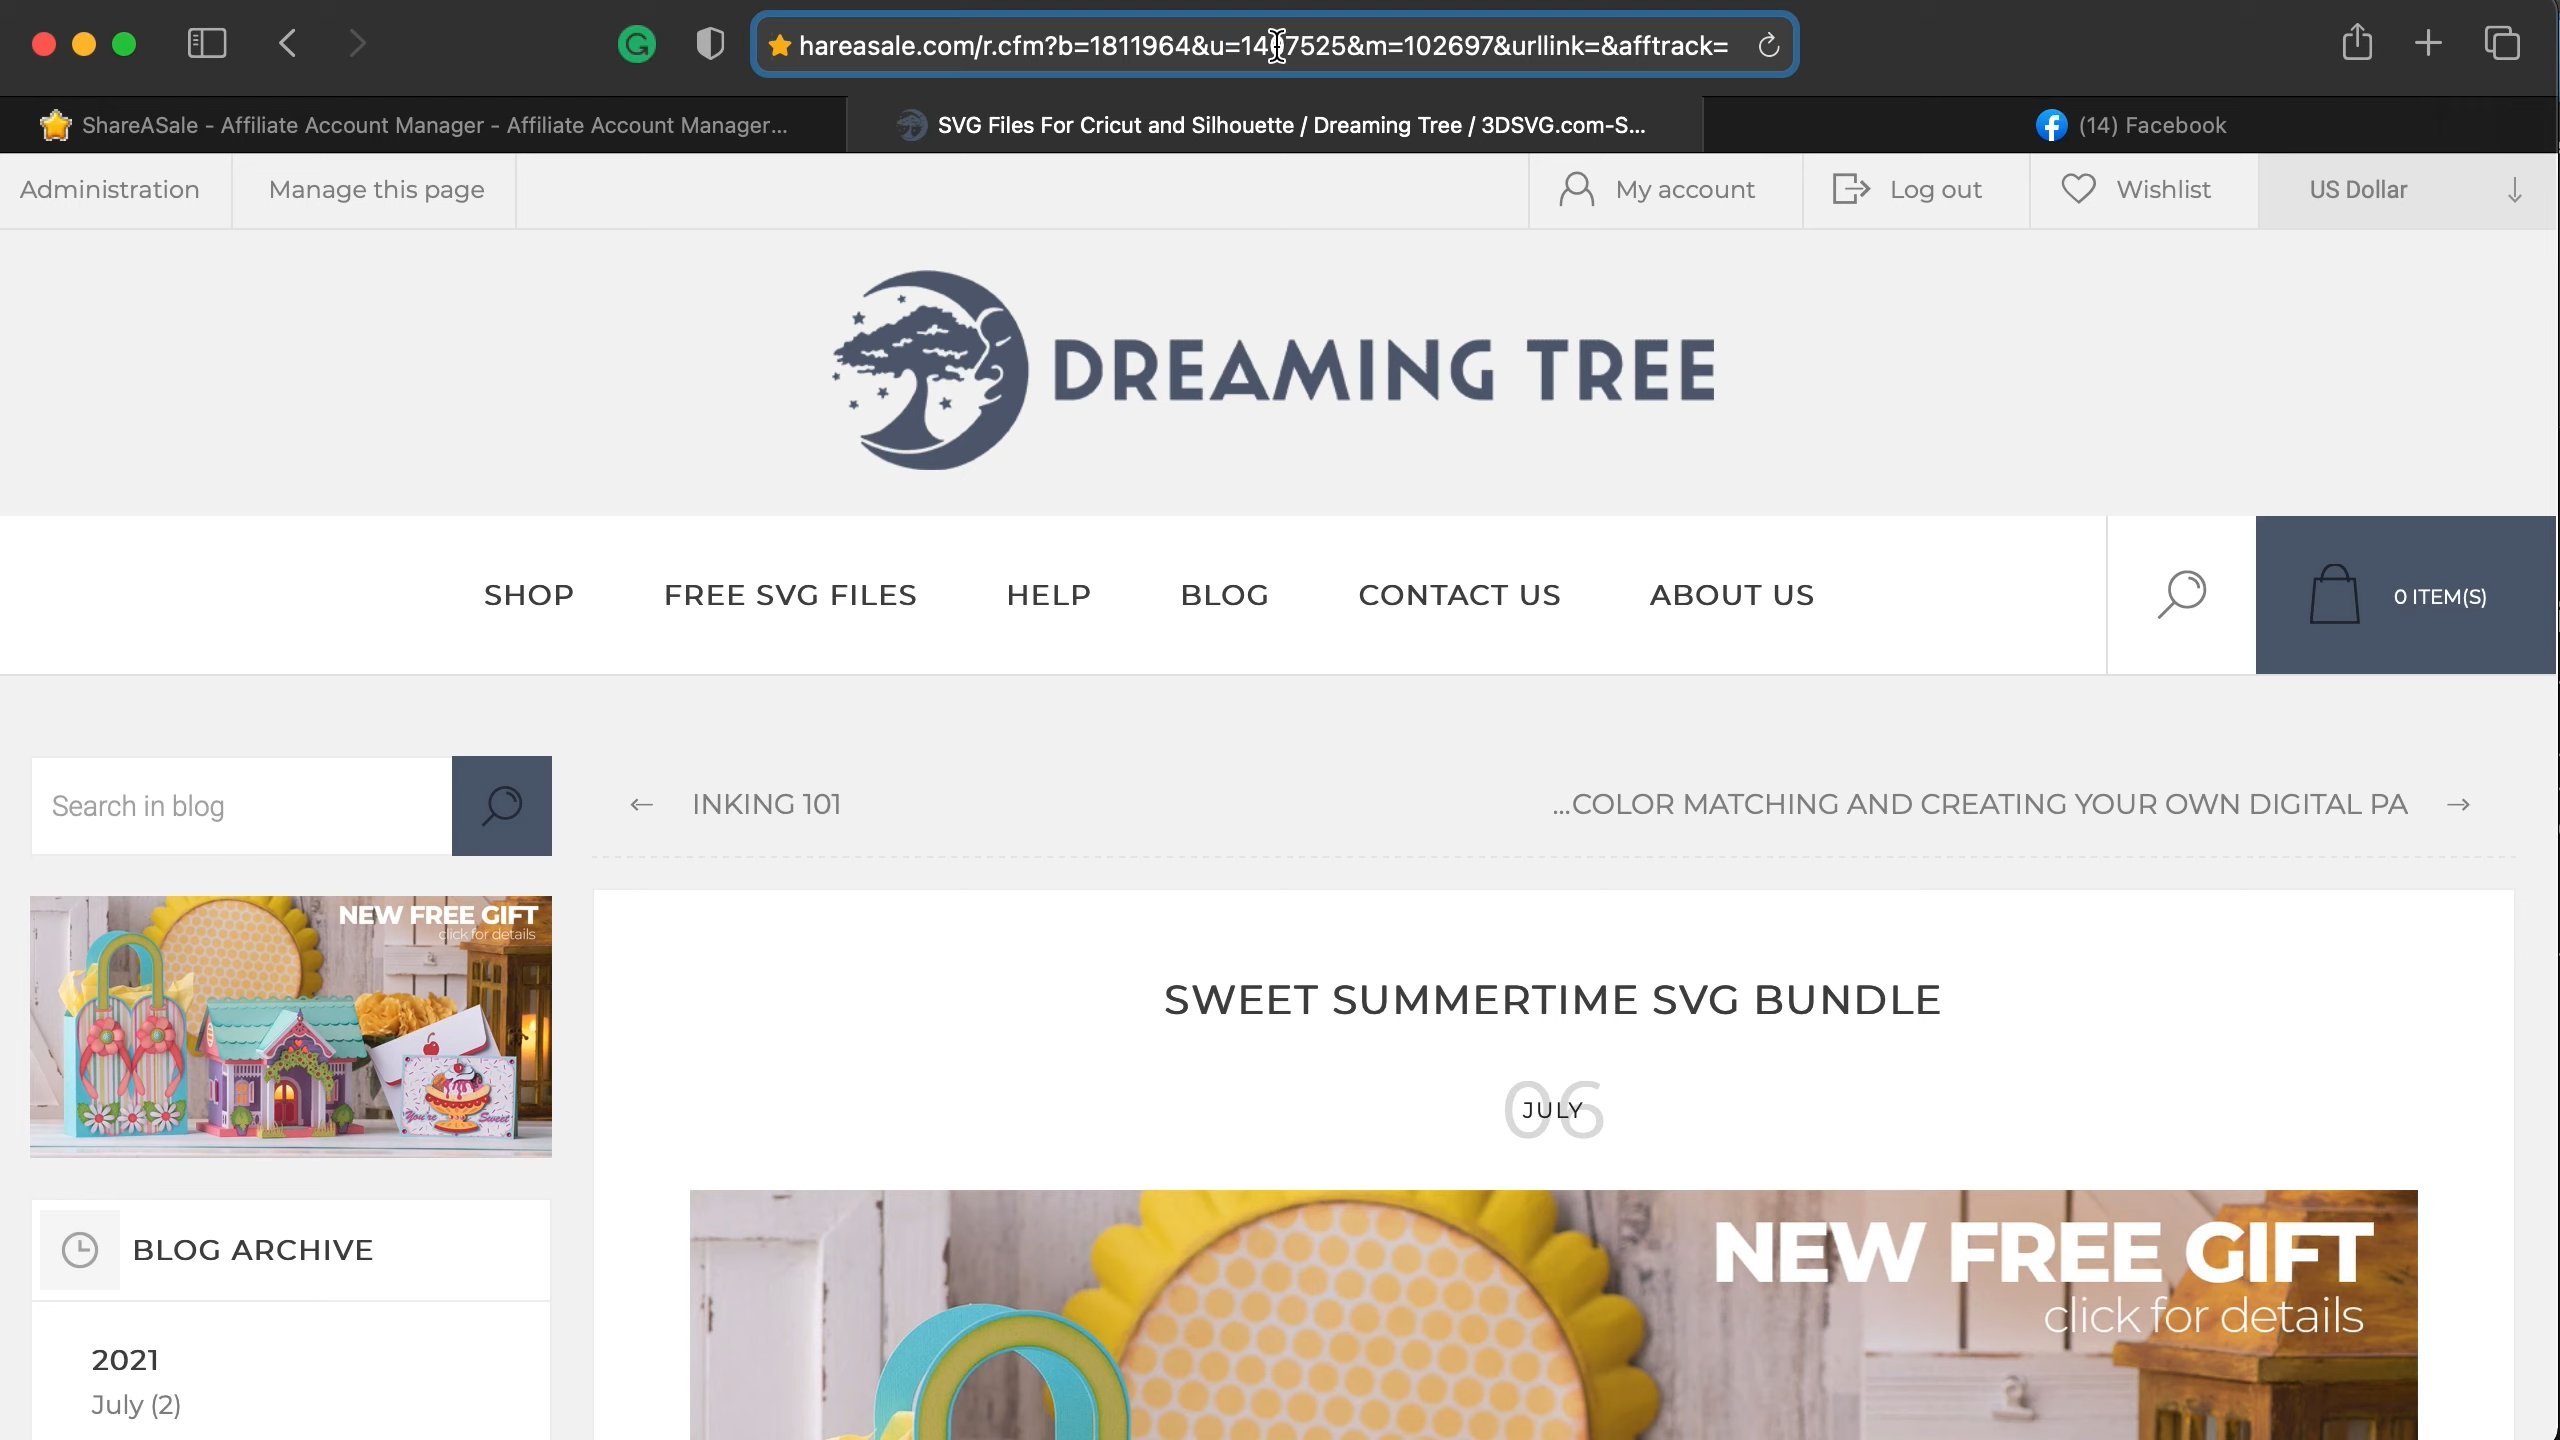 hareasale.com/r.cfm?b=1811964&u=1467525&m=102697&urllink=&afftrack=
ShareASale - Affiliate Account Manager - Affiliate Account Manager...
SVG Files For Cricut and Silhouette / Dreaming Tree / 3DSVG.com-S...
(14) Facebook
Administration
Manage this page
My account
Log out
Wishlist
US Dollar
DREAMING TREE
SHOP
FREE SVG FILES
HELP
BLOG
CONTACT US
ABOUT US
0 ITEM(S)
Search in blog
← INKING 101
...COLOR MATCHING AND CREATING YOUR OWN DIGITAL PA →
NEW FREE GIFT
click for details
You're Sweet
SWEET SUMMERTIME SVG BUNDLE
06
JULY
NEW FREE GIFT
click for details
BLOG ARCHIVE
2021
July (2)